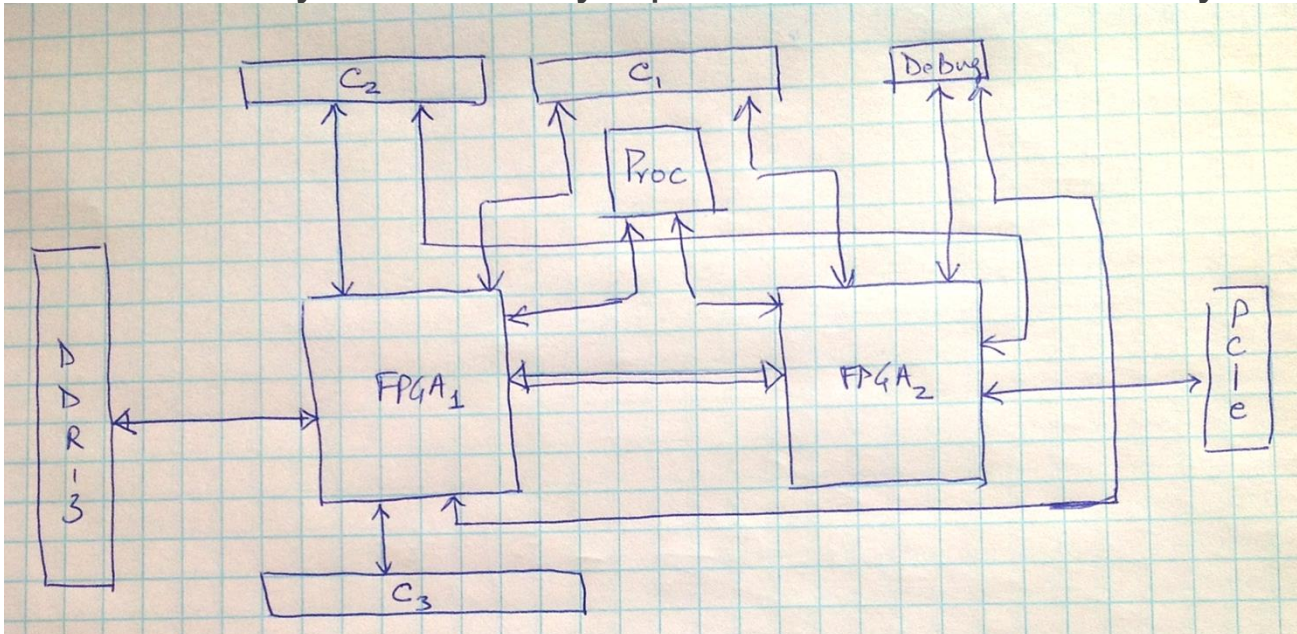 C₂
C₁
DeBug
Proc
DDR-3
FPGA₁
FPGA₂
PCIe
C₃